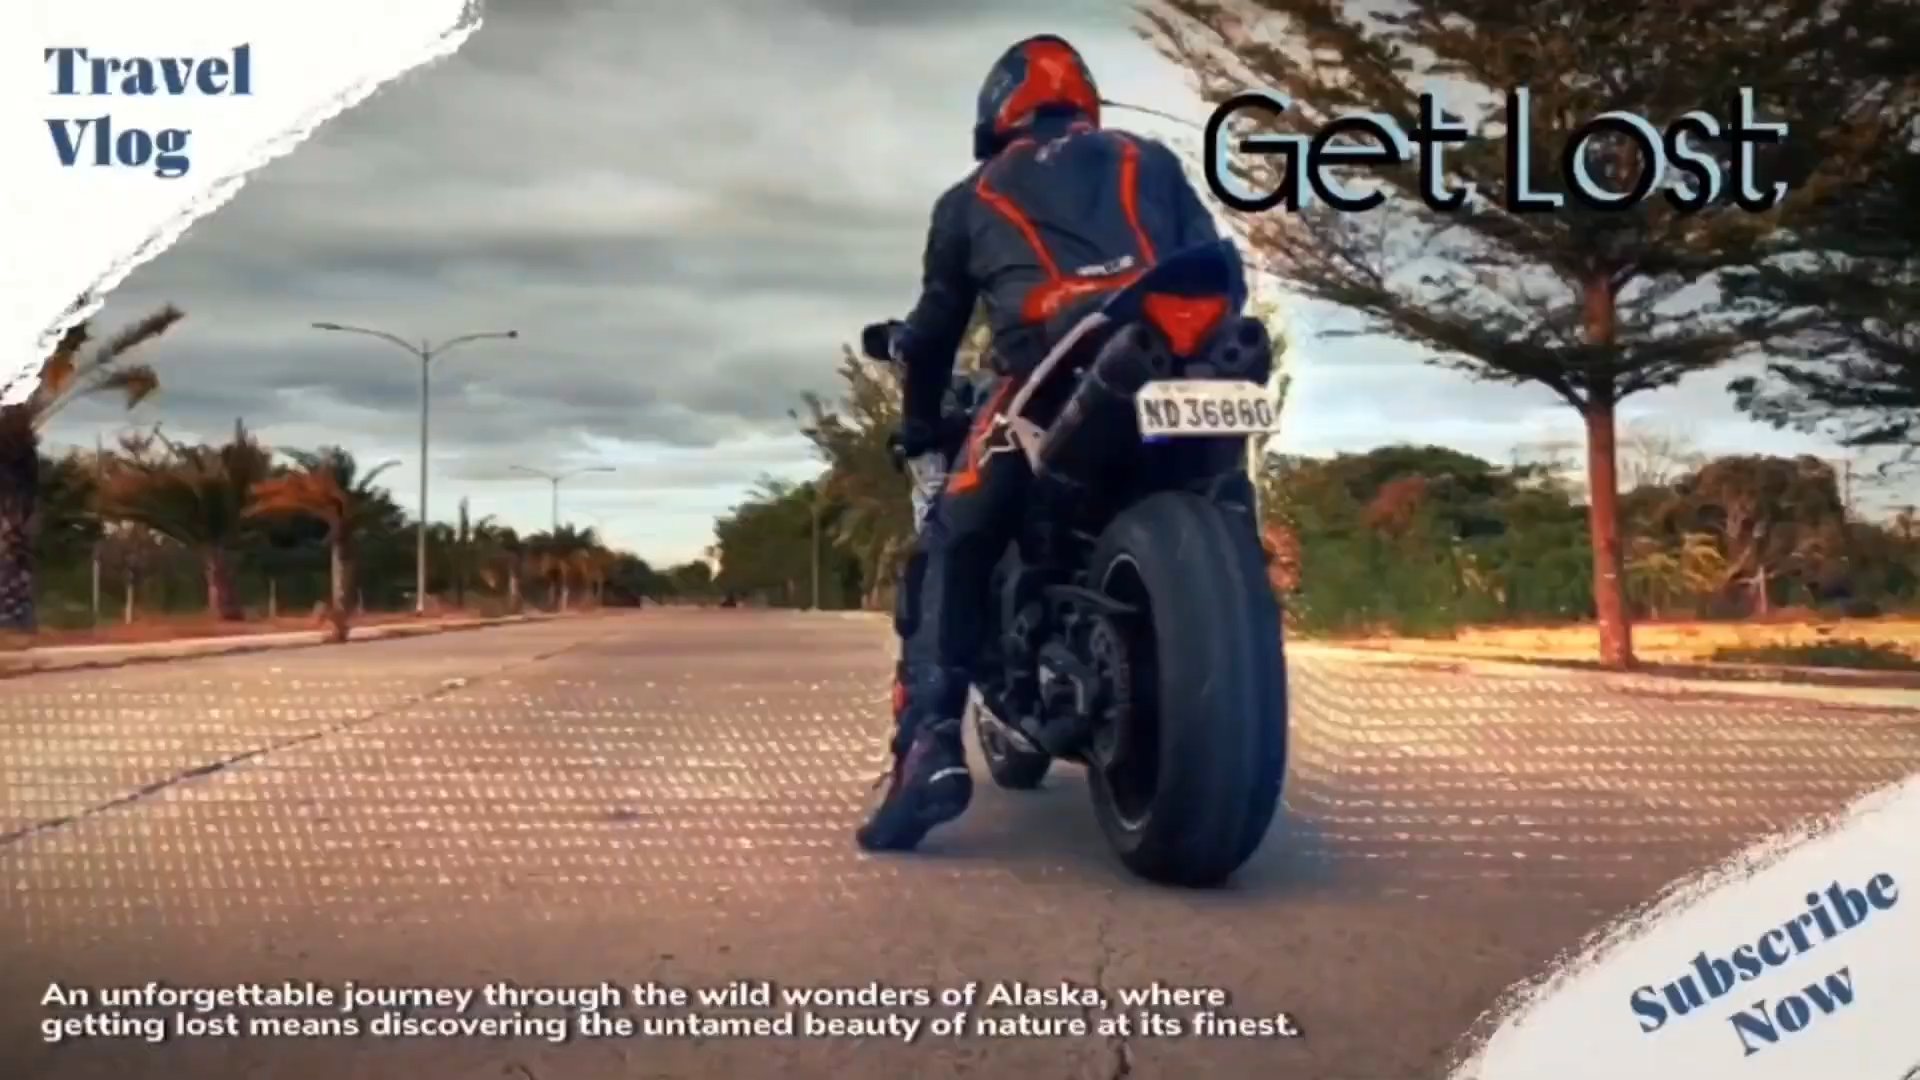 Travel
Vlog
Get Lost
ND 36880
An unforgettable journey through the wild wonders of Alaska, where
getting lost means discovering the untamed beauty of nature at its finest.
Subscribe
Now